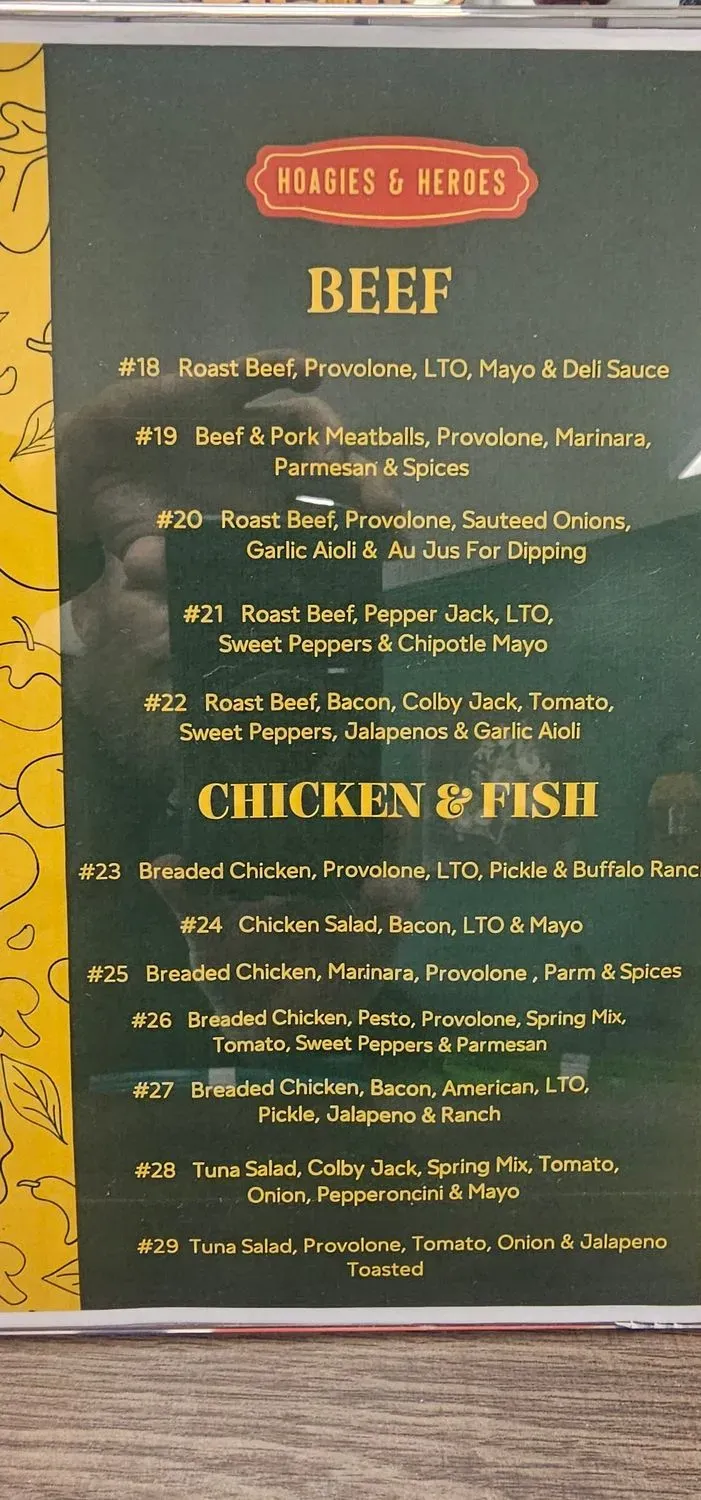 HOAGIES & HEROES
BEEF
#18 Roast Beef, Provolone, LTO, Mayo & Deli Sauce
#19 Beef & Pork Meatballs, Provolone, Marinara,
Parmesan & Spices
#20 Roast Beef, Provolone, Sauteed Onions,
Garlic Aioli & Au Jus For Dipping
#21 Roast Beef, Pepper Jack, LTO,
Sweet Peppers & Chipotle Mayo
#22 Roast Beef, Bacon, Colby Jack, Tomato,
Sweet Peppers, Jalapenos & Garlic Aioli
CHICKEN & FISH
#23 Breaded Chicken, Provolone, LTO, Pickle & Buffalo Ranc
#24 Chicken Salad, Bacon, LTO & Mayo
#25 Breaded Chicken, Marinara, Provolone , Parm & Spices
#26 Breaded Chicken, Pesto, Provolone, Spring Mix,
Tomato, Sweet Peppers & Parmesan
#27 Breaded Chicken, Bacon, American, LTO,
Pickle, Jalapeno & Ranch
#28 Tuna Salad, Colby Jack, Spring Mix, Tomato,
Onion, Pepperoncini & Mayo
#29 Tuna Salad, Provolone, Tomato, Onion & Jalapeno
Toasted